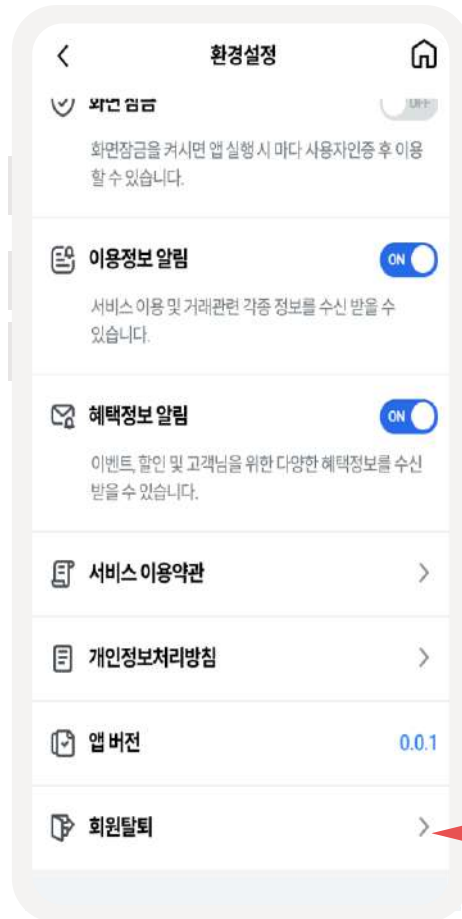 환경설정
화면 잠금
OFF
화면잠금을 켜시면 앱 실행 시 마다 사용자인증 후 이용
할 수 있습니다.
이용정보 알림
ON
서비스 이용 및 거래관련 각종 정보를 수신 받을 수
있습니다.
혜택정보 알림
ON
이벤트, 할인 및 고객님을 위한 다양한 혜택정보를 수신
받을 수 있습니다.
서비스 이용약관
개인정보처리방침
앱 버전
0.0.1
회원탈퇴